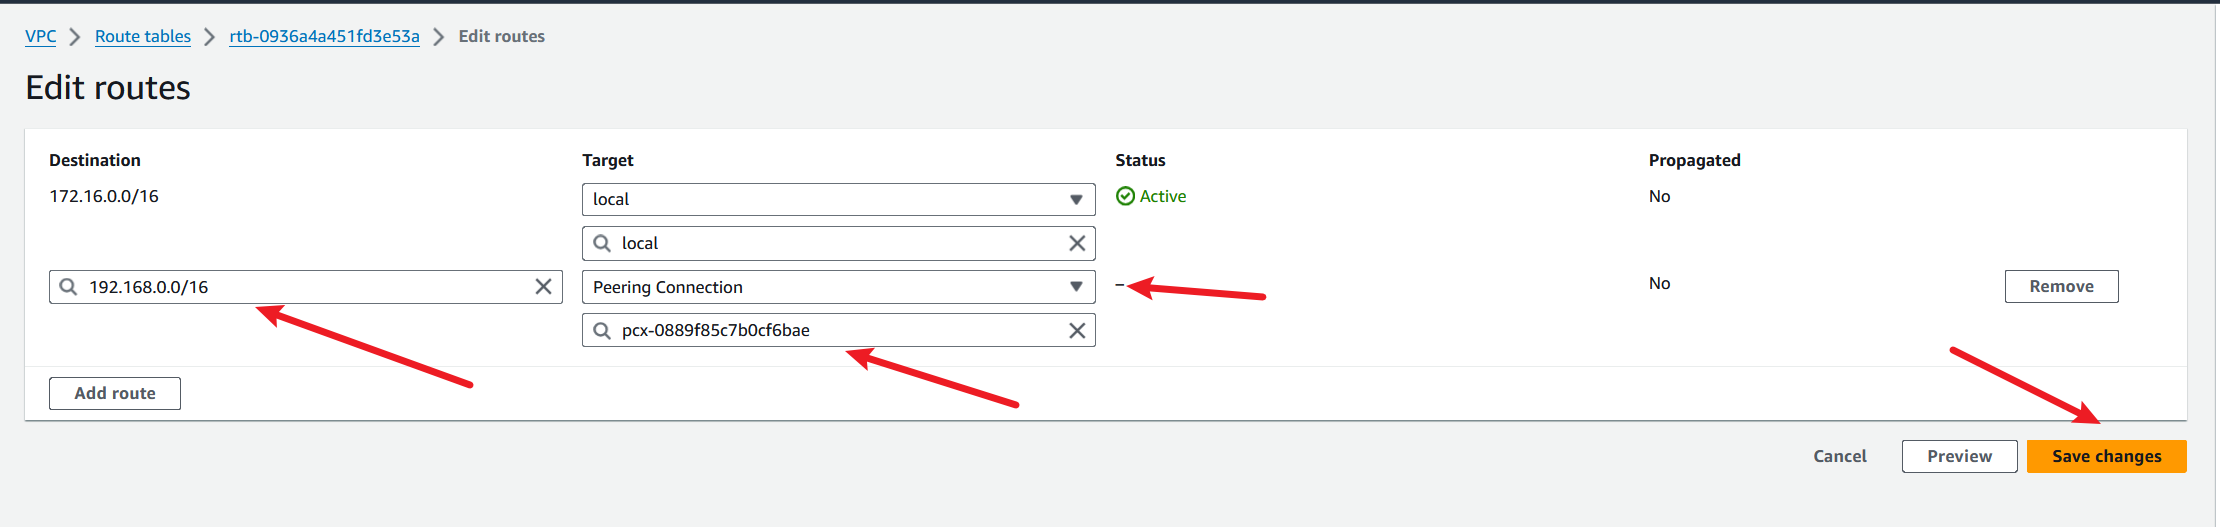 VPC > Route tables > rtb-0936a4a451fd3e53a > Edit routes
Edit routes
Destination Target Status Propagated
172.16.0.0/16 local Active No
local
192.168.0.0/16 Peering Connection – No Remove
pcx-0889f85c7b0cf6bae
Add route
Cancel Preview Save changes